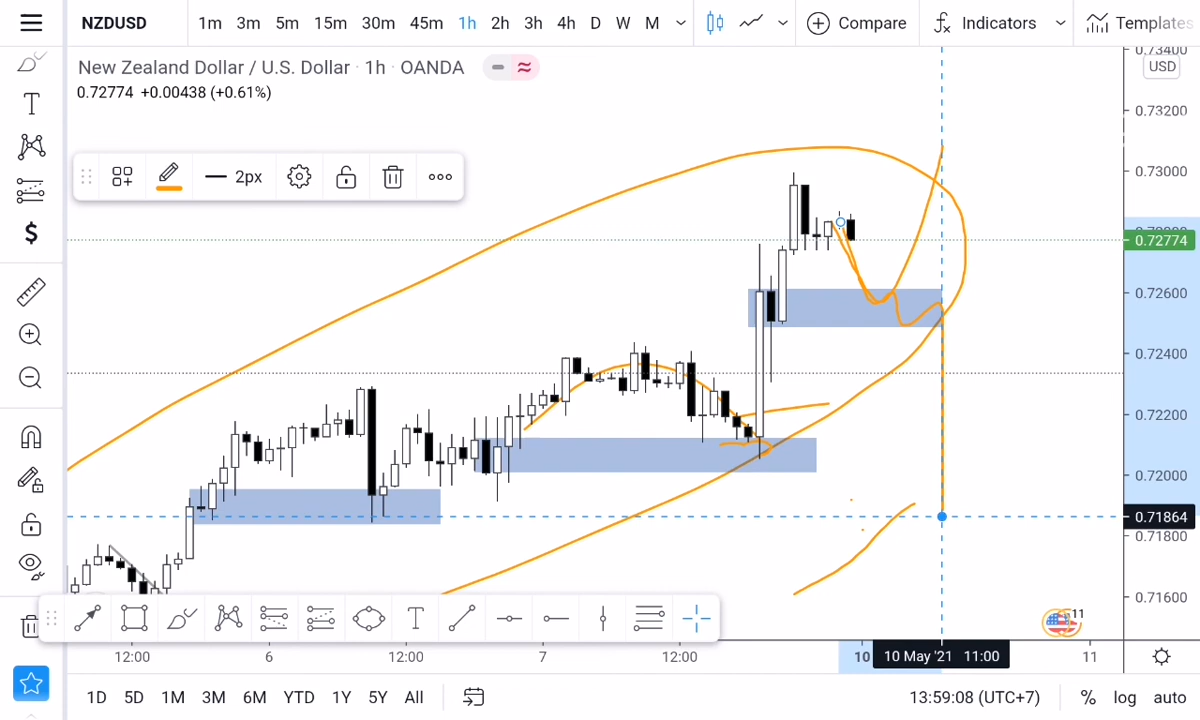 NZDUSD 1m 3m 5m 15m 30m 45m 1h 2h 3h 4h D W M Compare Indicators Templates
New Zealand Dollar / U.S. Dollar · 1h · OANDA
0.72774 +0.00438 (+0.61%)
2px
0.73400
USD
0.73200
0.73000
0.72774
0.72600
0.72400
0.72200
0.72000
0.71864
0.71800
0.71600
T
11
12:00 6 12:00 7 12:00 10 10 May '21 11:00 11
1D 5D 1M 3M 6M YTD 1Y 5Y All 13:59:08 (UTC+7) % log auto